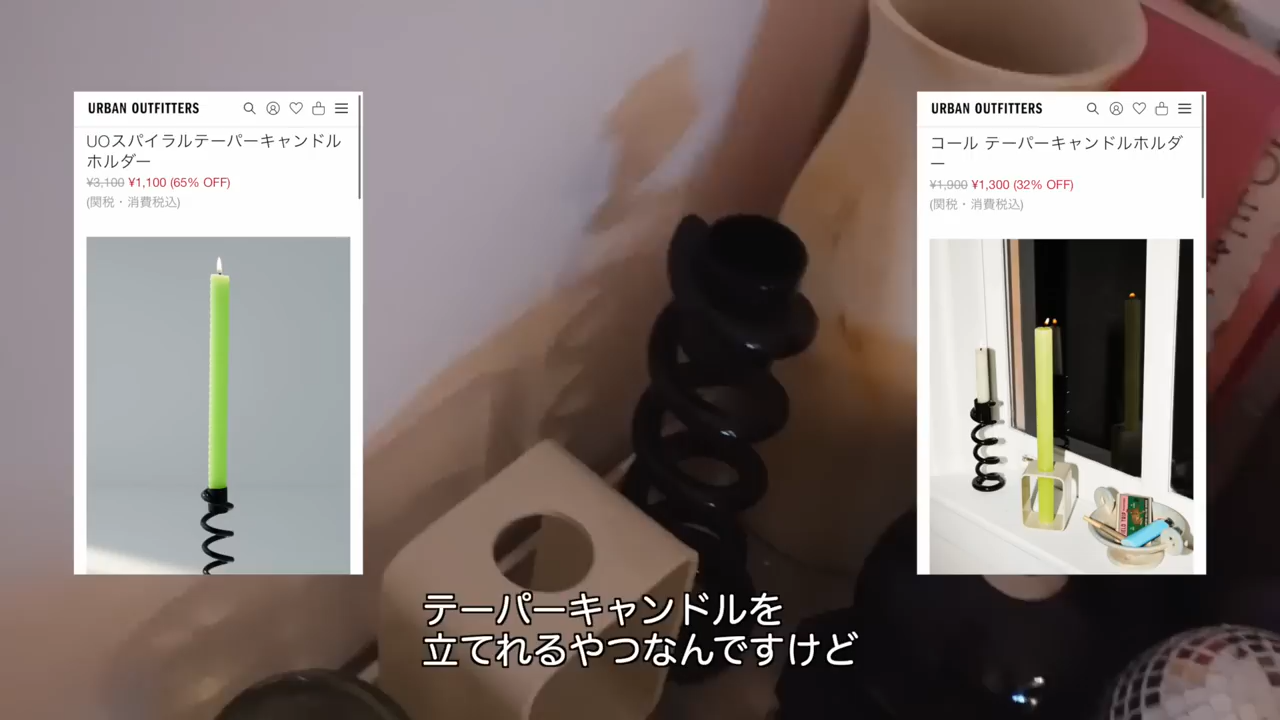 URBAN OUTFITTERS
UOスパイラルテーパーキャンドル
ホルダー
¥3,100 ¥1,100 (65% OFF)
(関税・消費税込)
URBAN OUTFITTERS
コール テーパーキャンドルホルダ
ー
¥1,900 ¥1,300 (32% OFF)
(関税・消費税込)
テーパーキャンドルを
立てれるやつなんですけど